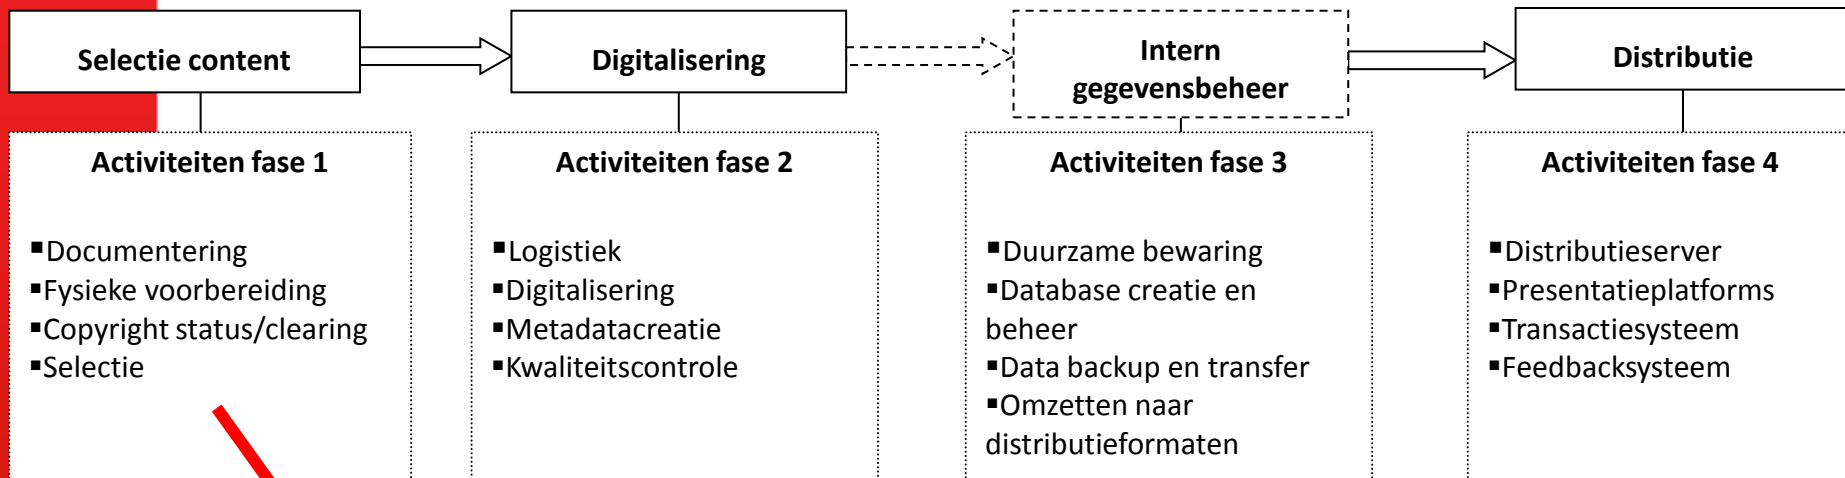 Selectie content
Digitalisering
Intern
gegevensbeheer
Distributie
Activiteiten fase 1
▪Documentering
▪Fysieke voorbereiding
▪Copyright status/clearing
▪Selectie
Activiteiten fase 2
▪Logistiek
▪Digitalisering
▪Metadatacreatie
▪Kwaliteitscontrole
Activiteiten fase 3
▪Duurzame bewaring
▪Database creatie en
beheer
▪Data backup en transfer
▪Omzetten naar
distributieformaten
Activiteiten fase 4
▪Distributieserver
▪Presentatieplatforms
▪Transactiesysteem
▪Feedbacksysteem